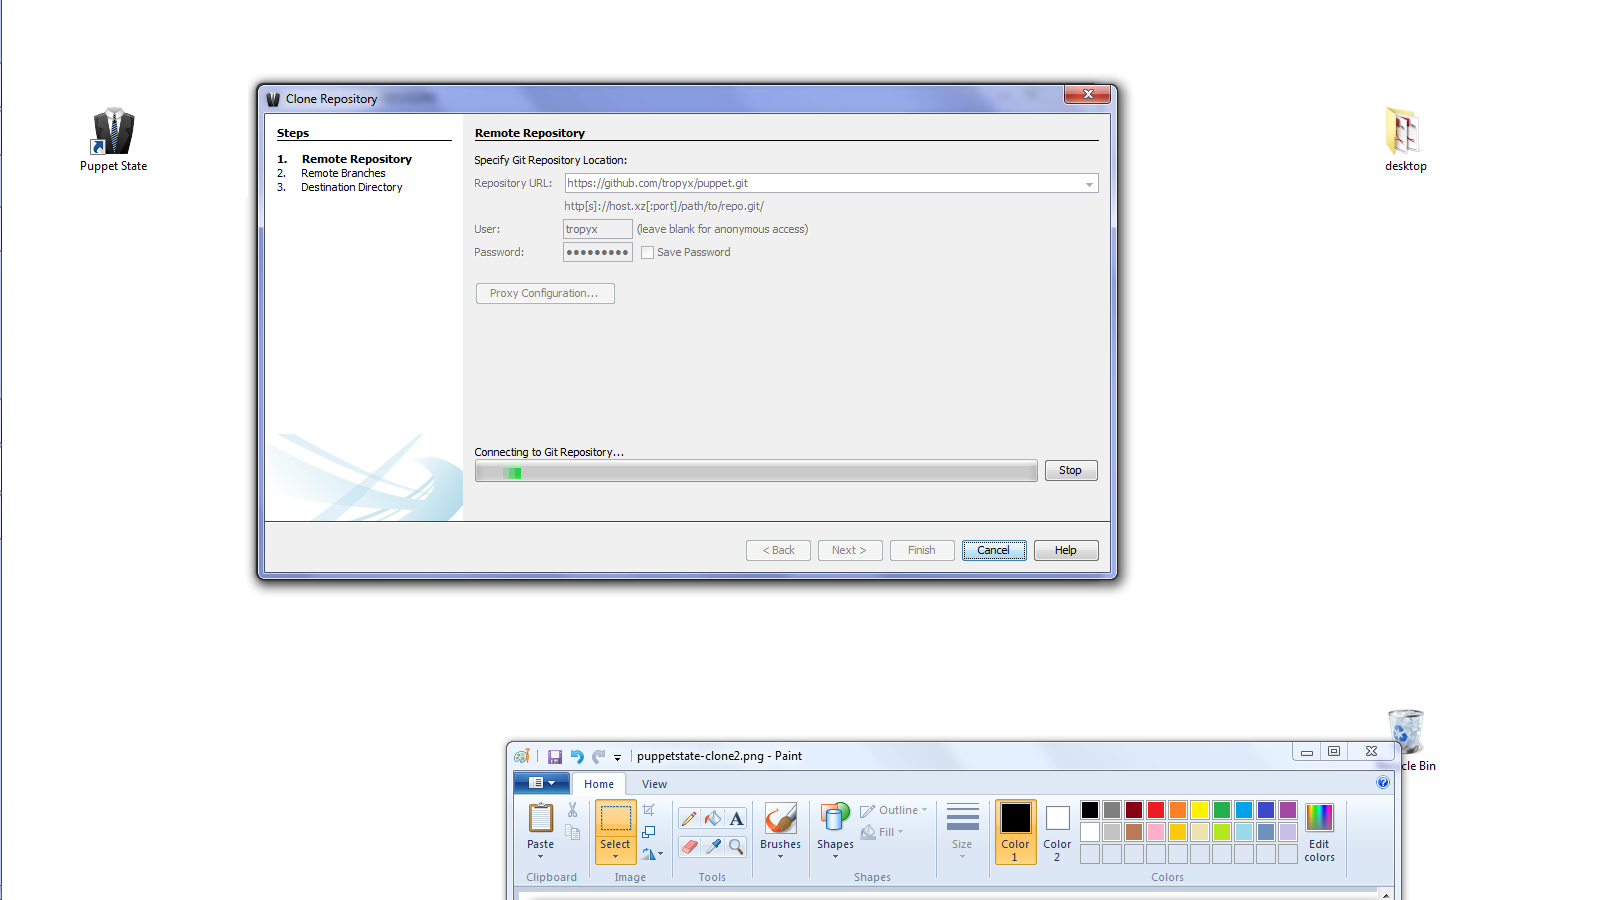 Puppet State
desktop
Clone Repository
Steps
1. Remote Repository
2. Remote Branches
3. Destination Directory
Remote Repository
Specify Git Repository Location:
Repository URL: https://github.com/tropyx/puppet.git
http[s]://host.xz[:port]/path/to/repo.git/
User: tropyx (leave blank for anonymous access)
Password: ●●●●●●●●● Save Password
Proxy Configuration...
Connecting to Git Repository...
Stop
< Back Next > Finish Cancel Help
cle Bin
puppetstate-clone2.png - Paint
Home View
Paste
Select
Brushes
Shapes
Outline
Fill
Size
Color 1
Color 2
Edit colors
Clipboard Image Tools Shapes Colors